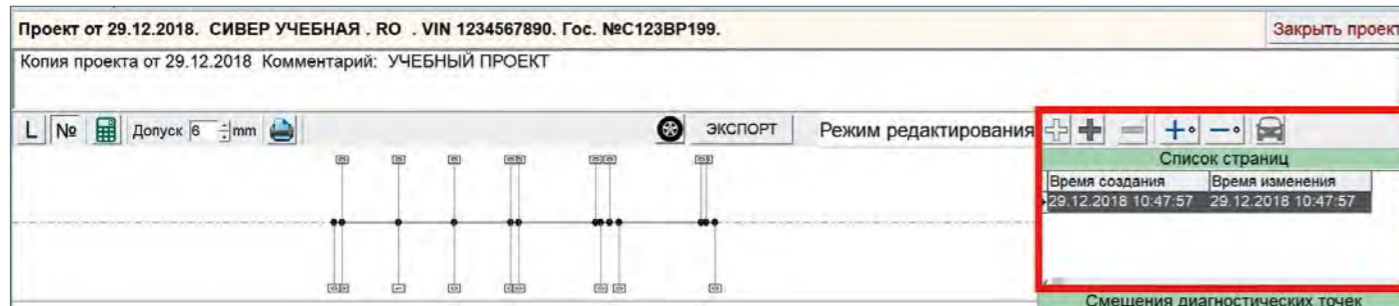 Проект от 29.12.2018. СИВЕР УЧЕБНАЯ . RO . VIN 1234567890. Гос. №С123ВР199.
Закрыть проект
Копия проекта от 29.12.2018 Комментарий: УЧЕБНЫЙ ПРОЕКТ
L № Допуск 6 mm ЭКСПОРТ Режим редактирования
Список страниц
Время создания Время изменения
29.12.2018 10:47:57 29.12.2018 10:47:57
Смещения диагностических точек